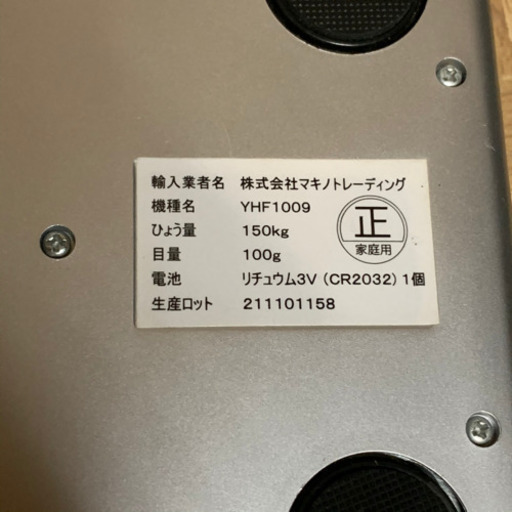 輸入業者名 株式会社マキノトレーディング
機種名 YHF1009
ひょう量 150kg
目量 100g
電池 リチュウム3V (CR2032) 1個
生産ロット 211101158
正
家庭用